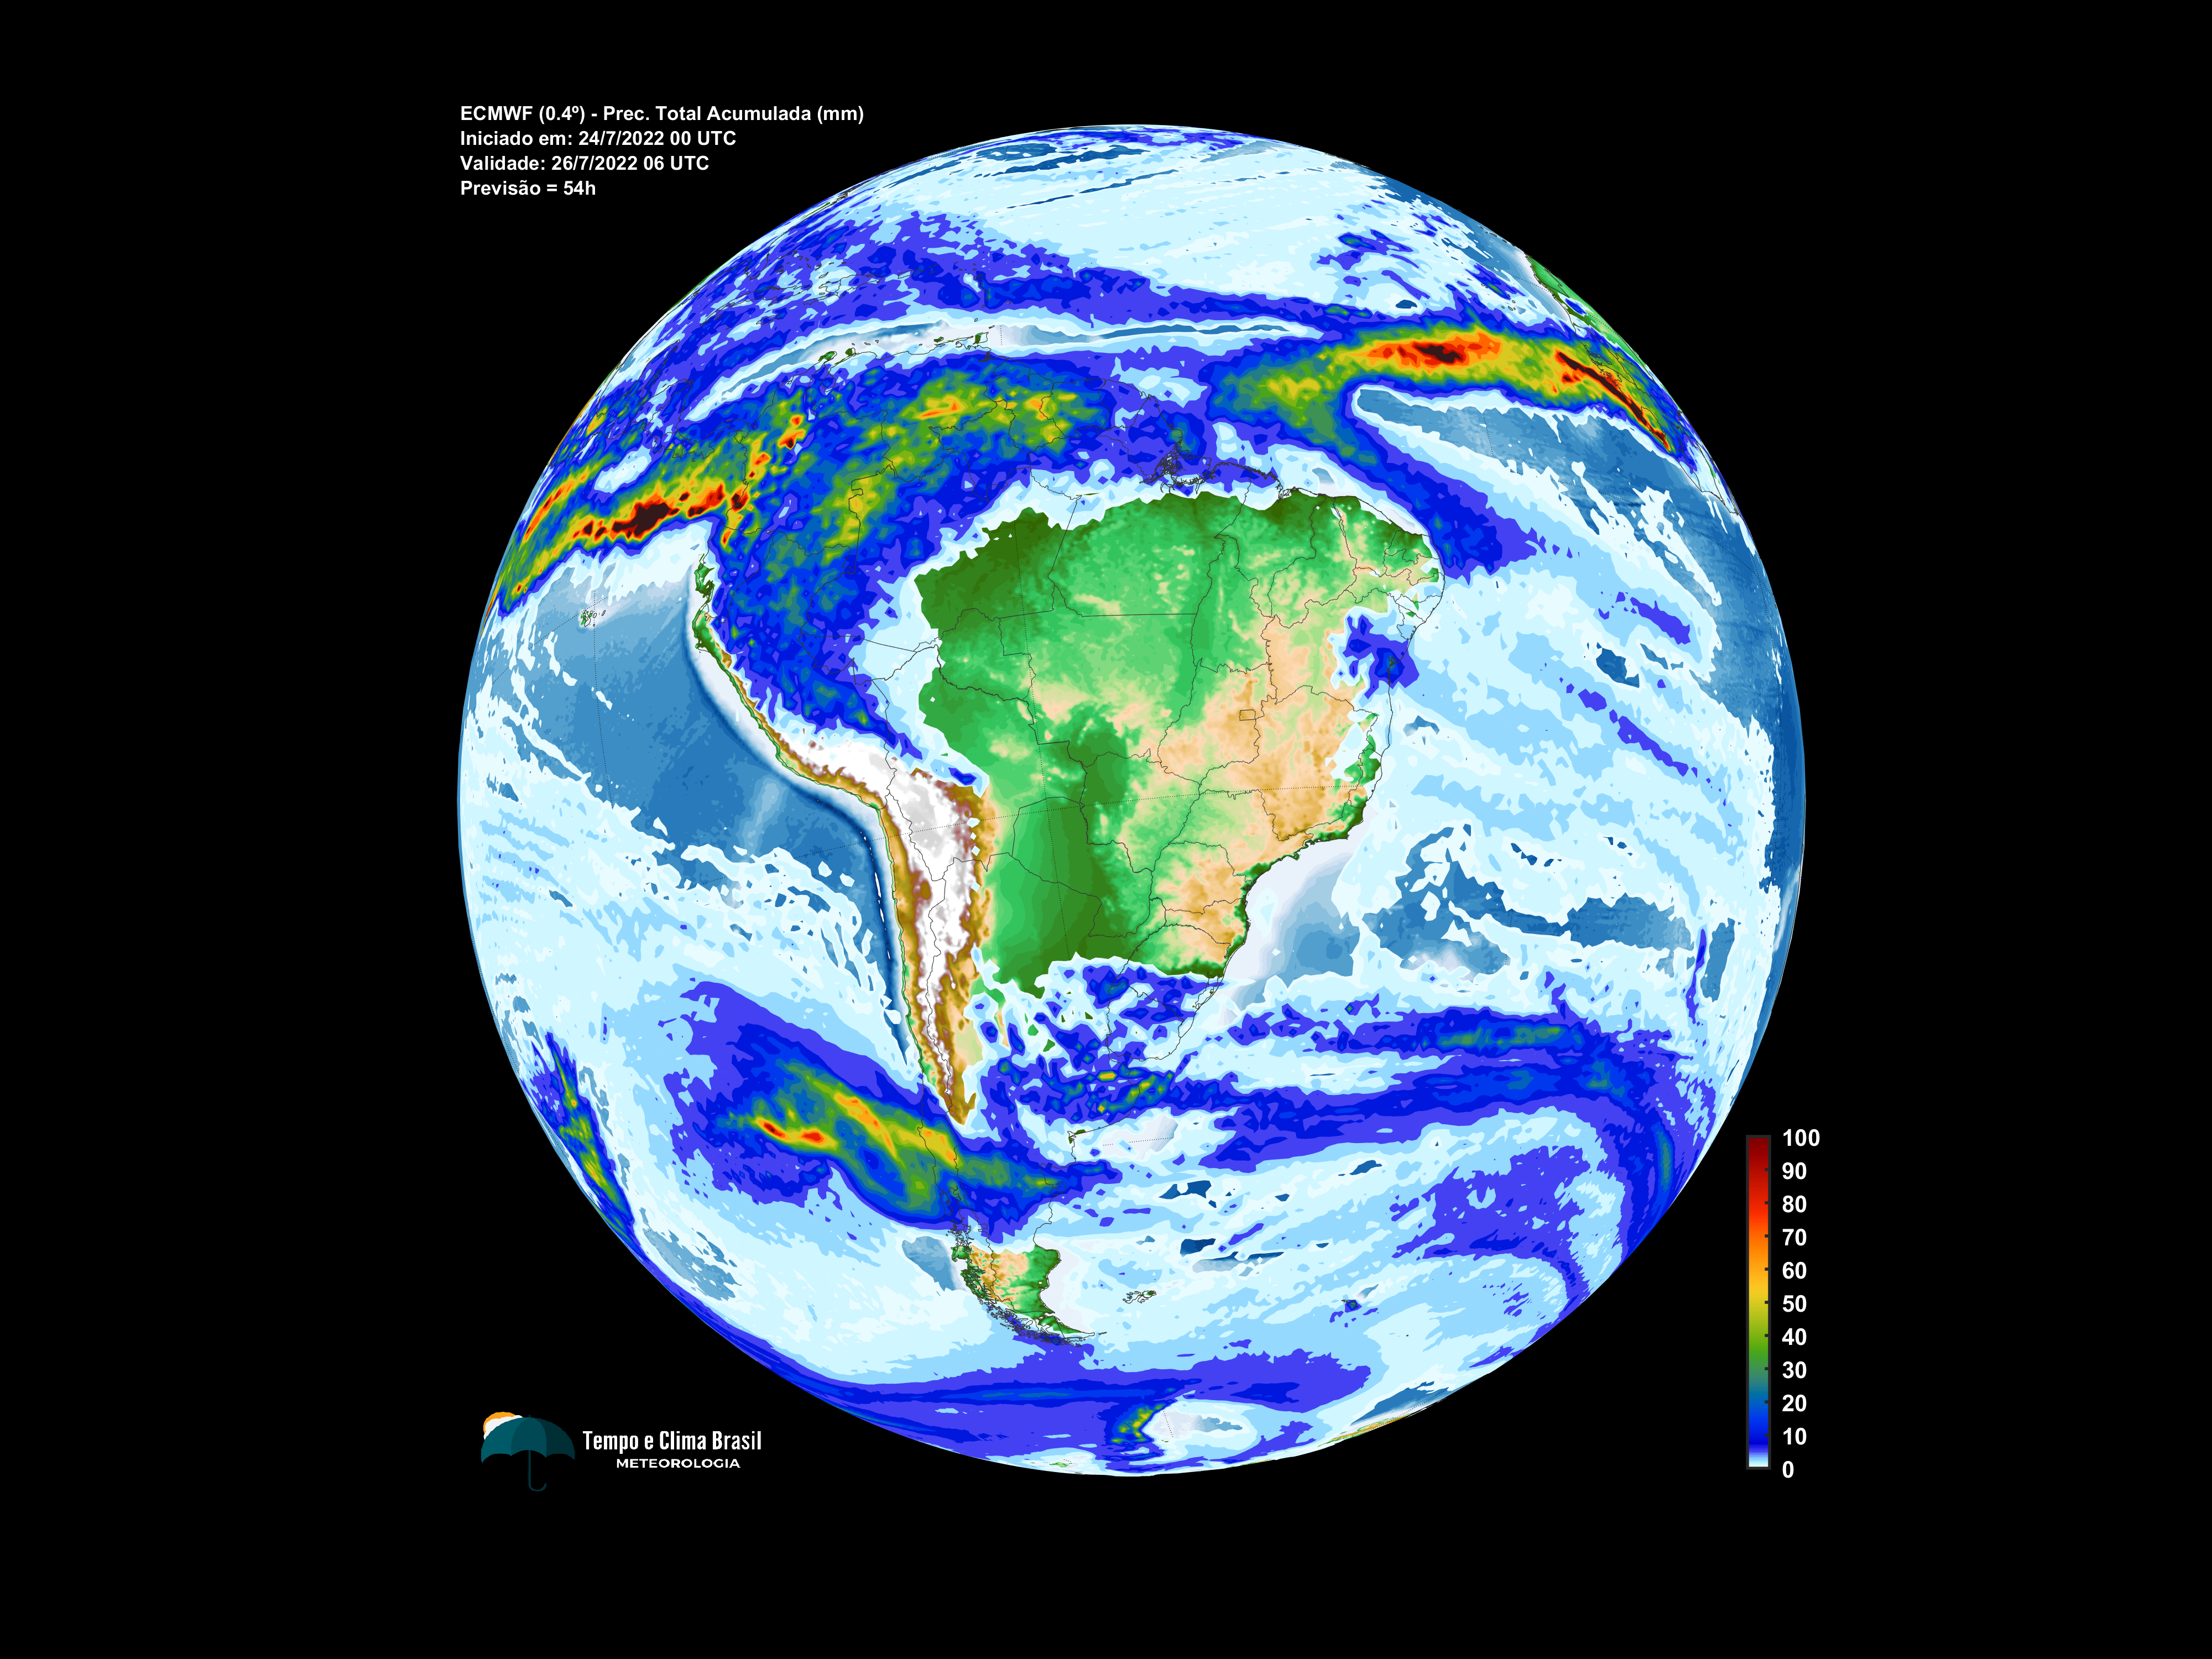 ECMWF (0.4º) - Prec. Total Acumulada (mm)
Iniciado em: 24/7/2022 00 UTC
Validade: 26/7/2022 06 UTC
Previsão = 54h
100
90
80
70
60
50
40
30
20
10
0
Tempo e Clima Brasil
METEOROLOGIA